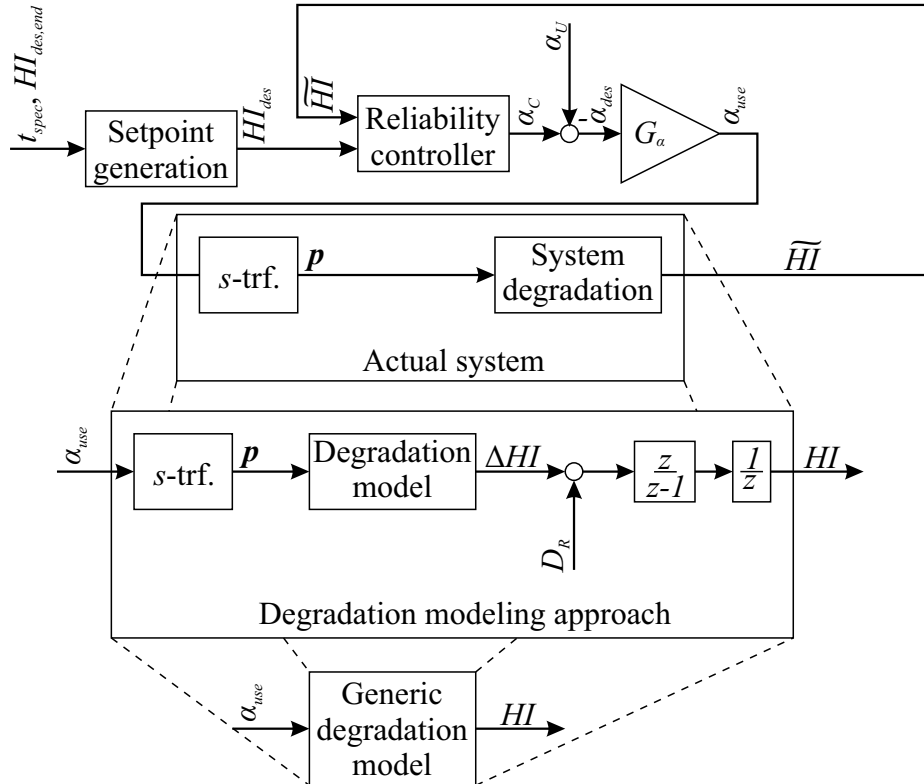 t_spec, HI_des,end
Setpoint
generation
HI_des
H͠I
Reliability
controller
α_C
α_U
-
α_des
G_α
α_use
s-trf.
p
System
degradation
H͠I
Actual system
α_use
s-trf.
p
Degradation
model
ΔHI
D_R
z
z-1
1
z
HI
Degradation modeling approach
α_use
Generic
degradation
model
HI